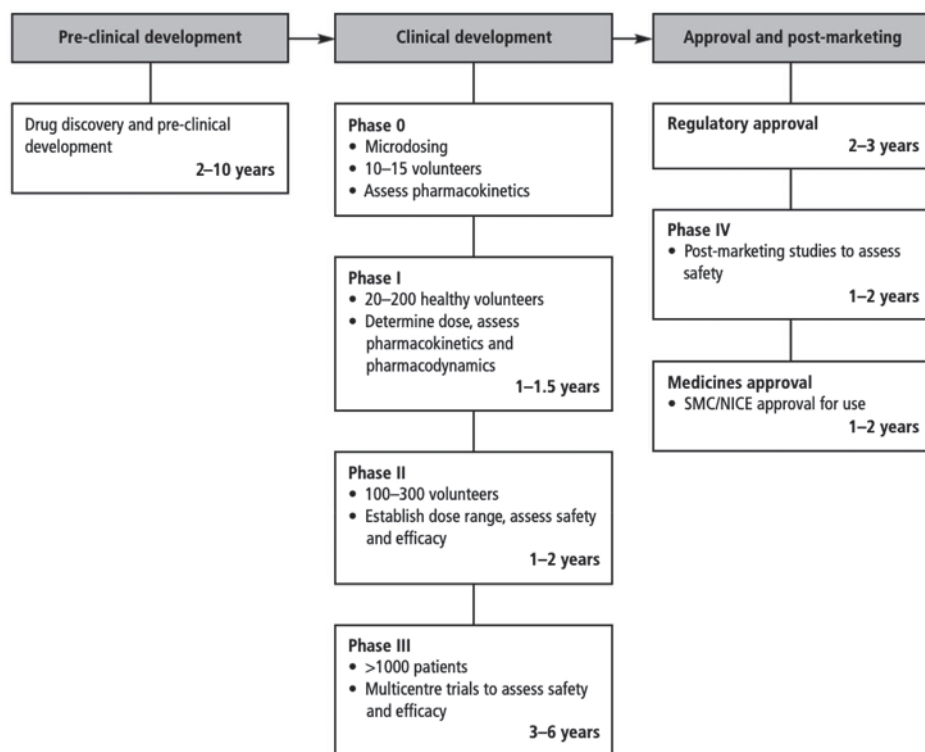 Pre-clinical development
Clinical development
Approval and post-marketing
Drug discovery and pre-clinical
development
2–10 years
Phase 0
• Microdosing
• 10–15 volunteers
• Assess pharmacokinetics
Phase I
• 20–200 healthy volunteers
• Determine dose, assess
pharmacokinetics and
pharmacodynamics
1–1.5 years
Phase II
• 100–300 volunteers
• Establish dose range, assess safety
and efficacy
1–2 years
Phase III
• >1000 patients
• Multicentre trials to assess safety
and efficacy
3–6 years
Regulatory approval
2–3 years
Phase IV
• Post-marketing studies to assess
safety
1–2 years
Medicines approval
• SMC/NICE approval for use
1–2 years